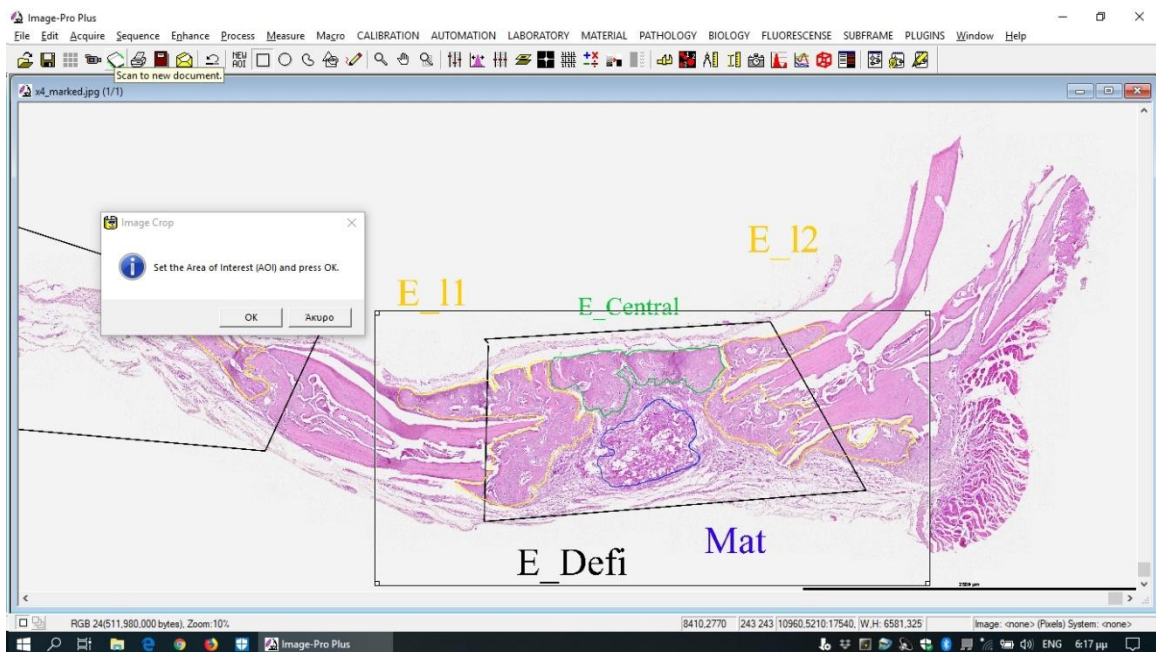 Image-Pro Plus
File Edit Acquire Sequence Enhance Process Measure Macro CALIBRATION AUTOMATION LABORATORY MATERIAL PATHOLOGY BIOLOGY FLUORESCENSE SUBFRAME PLUGINS Window Help
NEW AOI
Scan to new document.
x4_marked.jpg (1/1)
Image Crop
Set the Area of Interest (AOI) and press OK.
OK Άκυρο
E_l1
E_l2
E_Central
Mat
E_Defi
RGB 24(511,980,000 bytes), Zoom:10% 8410,2770 243 243 10960,5210:17540, W,H: 6581,325 Image: <none> (Pixels) System: <none>
Image-Pro Plus ENG 6:17 μμ